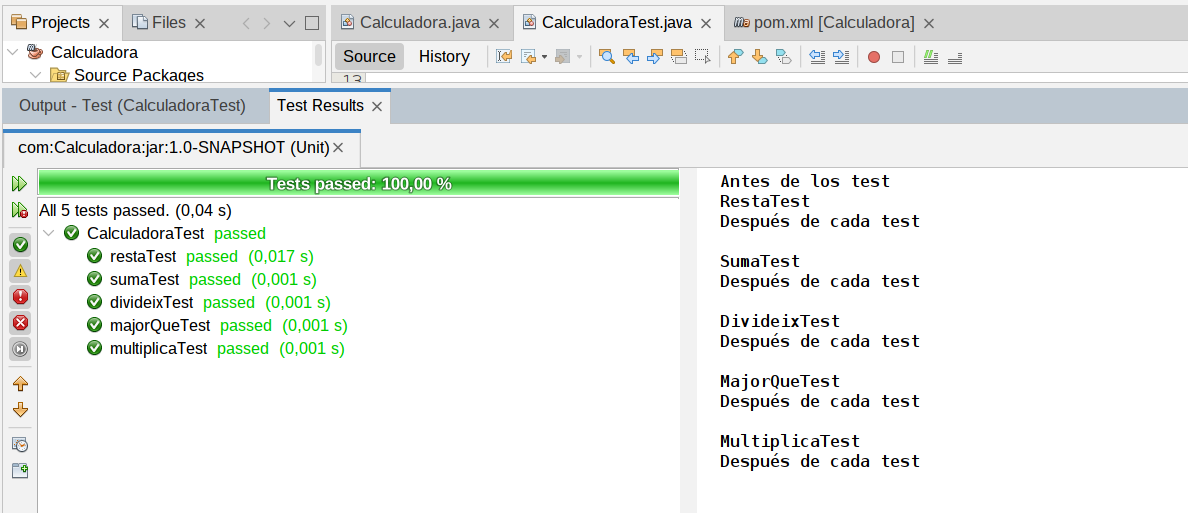 Projects
Files
Calculadora.java
CalculadoraTest.java
pom.xml [Calculadora]
Calculadora
Source Packages
Source
History
13
Output - Test (CalculadoraTest)
Test Results
com:Calculadora:jar:1.0-SNAPSHOT (Unit)
Tests passed: 100,00 %
All 5 tests passed. (0,04 s)
CalculadoraTest passed
restaTest passed (0,017 s)
sumaTest passed (0,001 s)
divideixTest passed (0,001 s)
majorQueTest passed (0,001 s)
multiplicaTest passed (0,001 s)
Antes de los test
RestaTest
Después de cada test
SumaTest
Después de cada test
DivideixTest
Después de cada test
MajorQueTest
Después de cada test
MultiplicaTest
Después de cada test